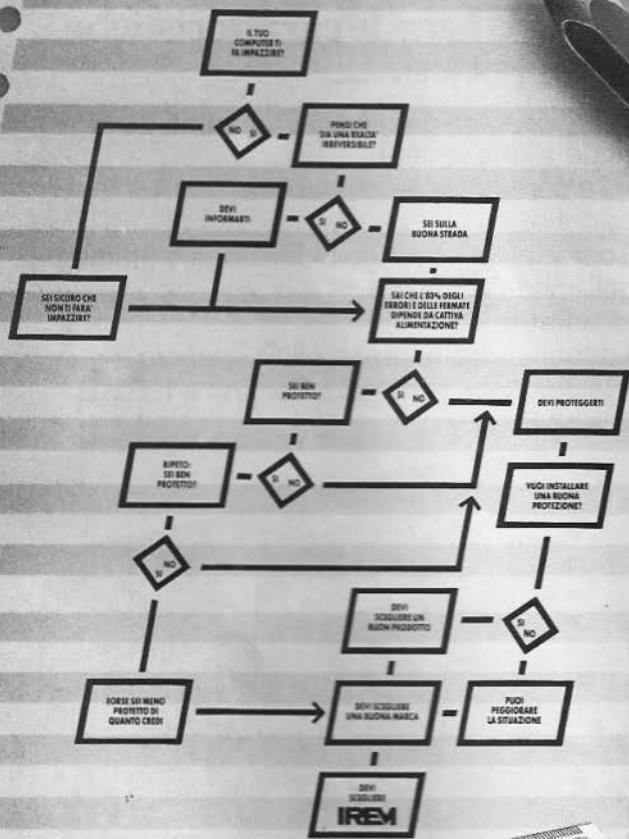 IL TUO
COMPUTER TI
FA IMPAZZIRE?
NO SI
PENSI CHE
SIA UNA REALTA'
IRREVERSIBILE?
DEVI
INFORMARTI
SI NO
SEI SULLA
BUONA STRADA
SEI SICURO CHE
NON TI FARA'
IMPAZZIRE?
SAI CHE L'80% DEGLI
ERRORI E DELLE FERMATE
DIPENDE DA CATTIVA
ALIMENTAZIONE?
SEI BEN
PROTETTO?
SI NO
DEVI PROTEGGERTI
RIPETO:
SEI BEN
PROTETTO?
SI NO
VUOI INSTALLARE
UNA BUONA
PROTEZIONE?
NO
SI
DEVI
SCEGLIERE UN
BUON PRODOTTO
SI
NO
FORSE SEI MENO
PROTETTO DI
QUANTO CREDI
DEVI SCEGLIERE
UNA BUONA MARCA
PUOI
PEGGIORARE
LA SITUAZIONE
DEVI
SCEGLIERE
IREM